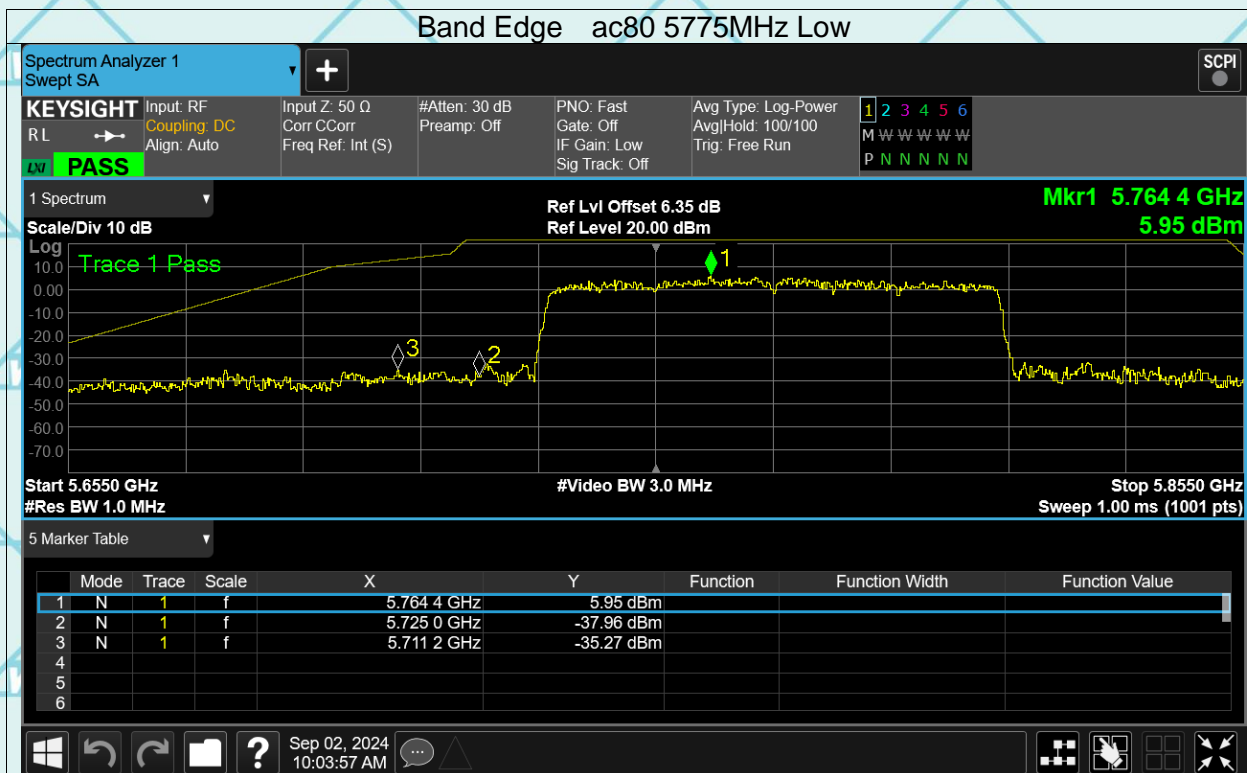 Band Edge ac80 5775MHz Low
Spectrum Analyzer 1
Swept SA
+
SCPI
KEYSIGHT Input: RF Input Z: 50 Ω #Atten: 30 dB PNO: Fast Avg Type: Log-Power 1 2 3 4 5 6
R L Coupling: DC Corr CCorr Preamp: Off Gate: Off Avg|Hold: 100/100 M W W W W W
Align: Auto Freq Ref: Int (S) IF Gain: Low Trig: Free Run P N N N N N
LXI PASS Sig Track: Off
1 Spectrum Ref Lvl Offset 6.35 dB Mkr1 5.764 4 GHz
Scale/Div 10 dB Ref Level 20.00 dBm 5.95 dBm
Log
Trace 1 Pass
1
10.0
0.00
-10.0
-20.0
-30.0
3
2
-40.0
-50.0
-60.0
-70.0
Start 5.6550 GHz #Video BW 3.0 MHz Stop 5.8550 GHz
#Res BW 1.0 MHz Sweep 1.00 ms (1001 pts)
5 Marker Table
Mode Trace Scale X Y Function Function Width Function Value
1 N 1 f 5.764 4 GHz 5.95 dBm
2 N 1 f 5.725 0 GHz -37.96 dBm
3 N 1 f 5.711 2 GHz -35.27 dBm
4
5
6
? Sep 02, 2024
10:03:57 AM